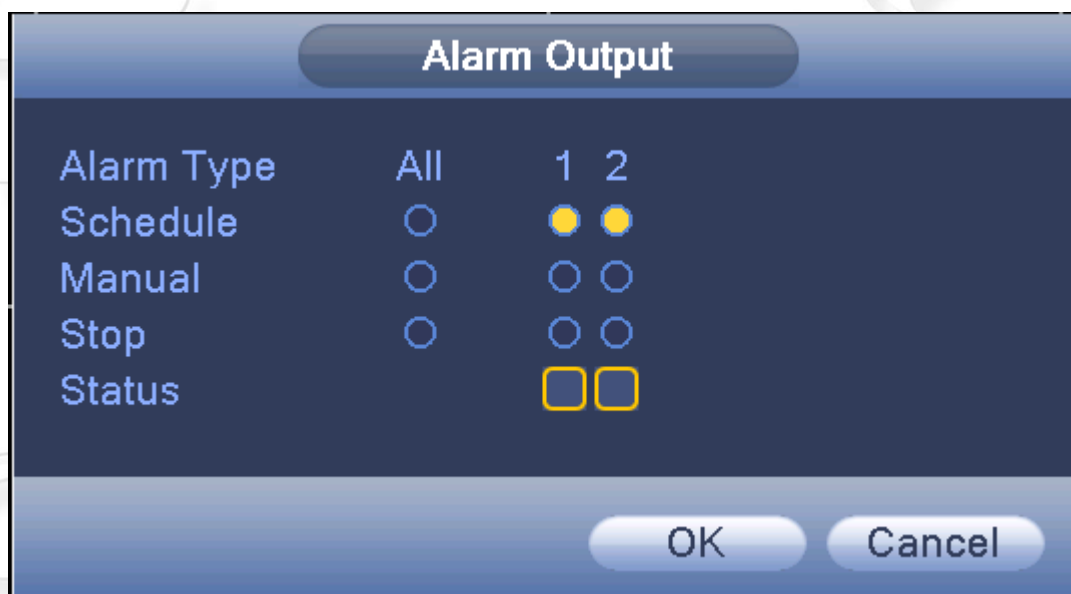 Alarm Output
Alarm Type All 1 2
Schedule
Manual
Stop
Status
OK Cancel